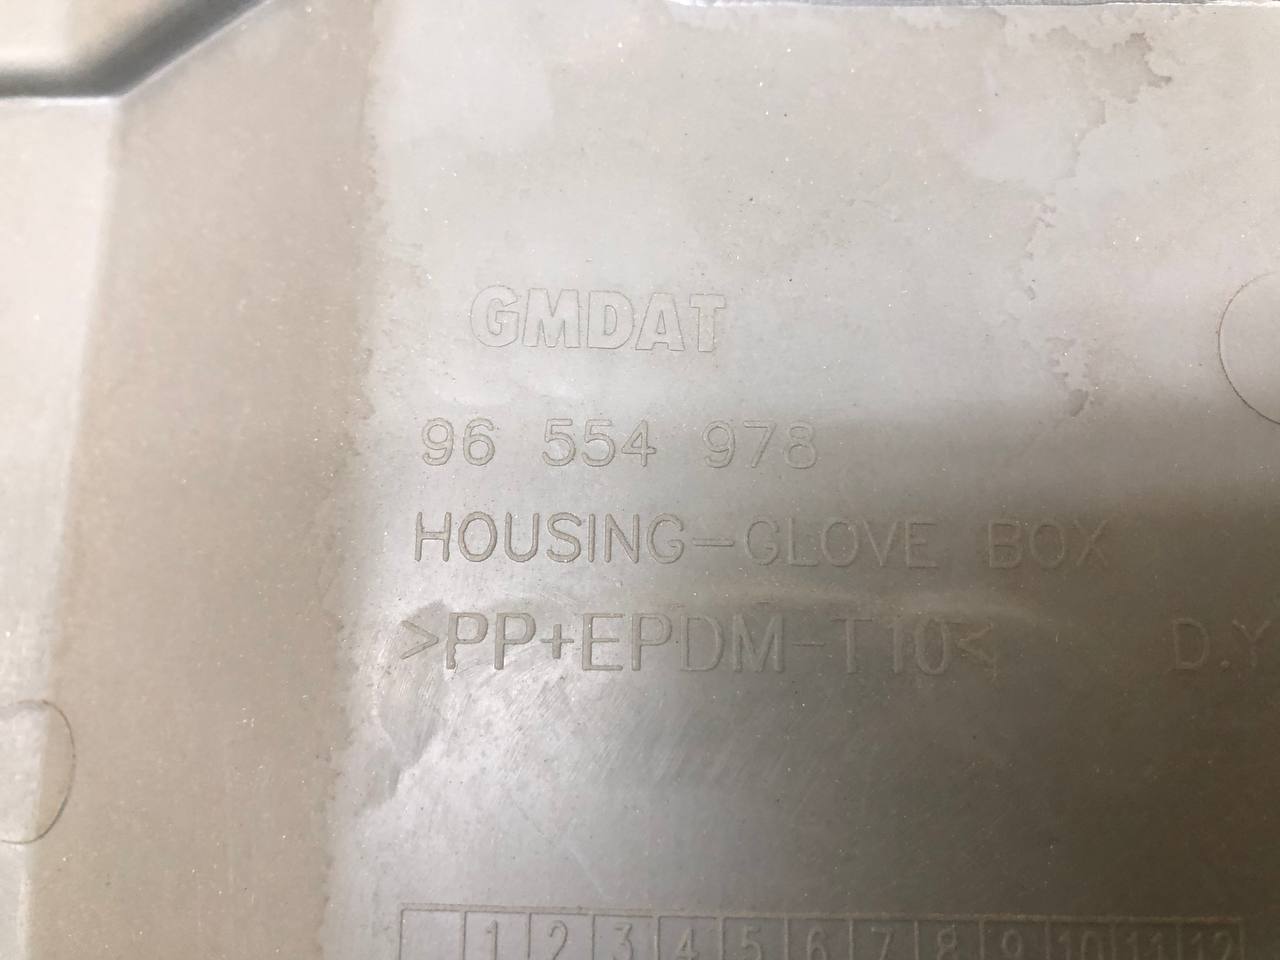 GMDAT
96 554 978
HOUSING-GLOVE BOX
>PP+EPDM-T10< D.Y
1 2 3 4 5 6 7 8 9 10 11 12